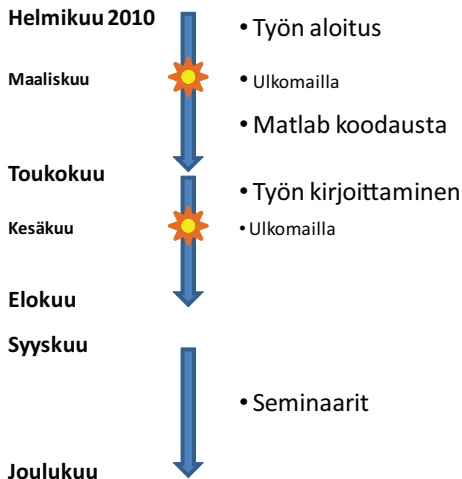 Helmikuu 2010
• Työn aloitus
Maaliskuu
• Ulkomailla
• Matlab koodausta
Toukokuu
• Työn kirjoittaminen
Kesäkuu
• Ulkomailla
Elokuu
Syyskuu
• Seminaarit
Joulukuu